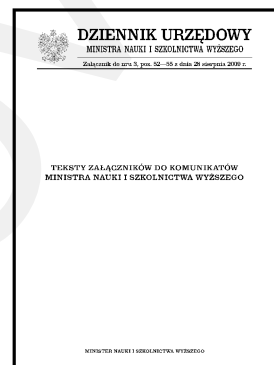 DZIENNIK URZĘDOWY
MINISTRA NAUKI I SZKOLNICTWA WYŻSZEGO
Załącznik do nru 3, poz. 52—55 z dnia 28 sierpnia 2009 r.
TEKSTY ZAŁĄCZNIKÓW DO KOMUNIKATÓW
MINISTRA NAUKI I SZKOLNICTWA WYŻSZEGO
MINISTER NAUKI I SZKOLNICTWA WYŻSZEGO